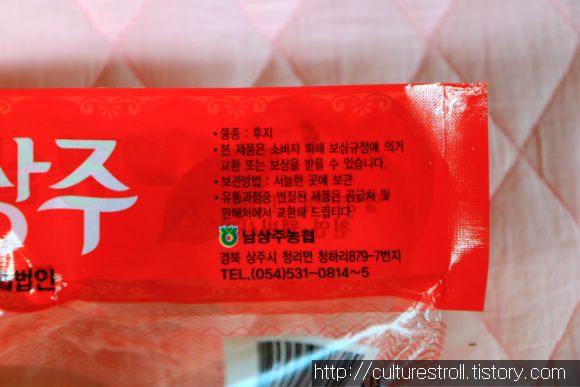 상주
법인
• 품종 : 후지
• 본 제품은 소비자 피해 보상규정에 의거
교환 또는 보상을 받을 수 있습니다.
• 보관방법 : 서늘한 곳에 보관
• 유통과정중 변질된 제품은 공급처 및
판매처에서 교환해 드립니다.
남상주농협
경북 상주시 청리면 청하리879-7번지
TEL.(054)531-0814~5
http://culturestroll.tistory.com